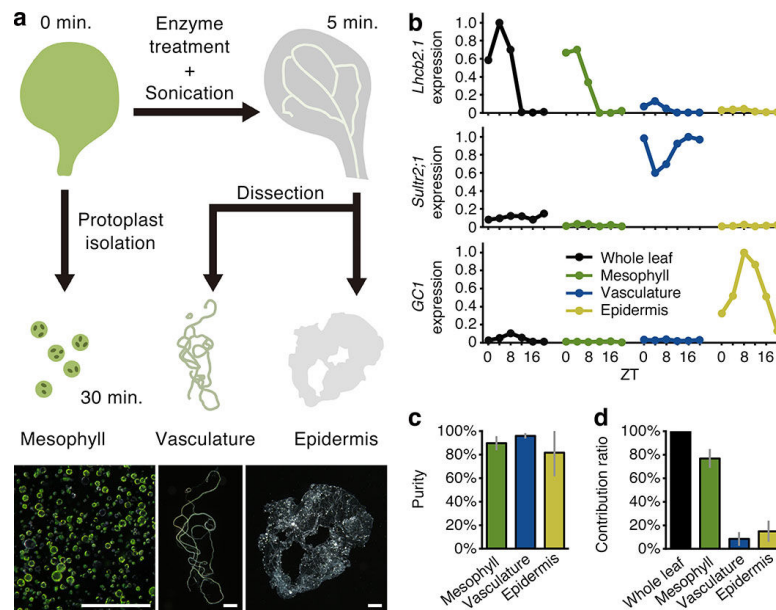 a
0 min.
Enzyme
treatment
+
Sonication
5 min.
Dissection
Protoplast
isolation
30 min.
Mesophyll
Vasculature
Epidermis
b
Lhcb2.1
expression
1.0
0.8
0.6
0.4
0.2
0
Sultr2;1
expression
1.0
0.8
0.6
0.4
0.2
0
GC1
expression
1.0
0.8
0.6
0.4
0.2
0
Whole leaf
Mesophyll
Vasculature
Epidermis
0 8 16 0 8 16 0 8 16 0 8 16
ZT
c
Purity
100%
80%
60%
40%
20%
0%
Mesophyll
Vasculature
Epidermis
d
Contribution ratio
100%
80%
60%
40%
20%
0%
Whole leaf
Mesophyll
Vasculature
Epidermis